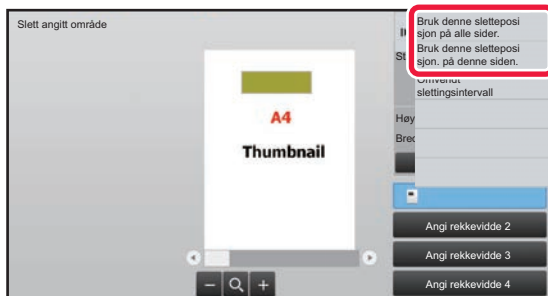 Slett angitt område
Bruk denne sletteposi
sjon på alle sider.
Bruk denne sletteposi
sjon. på denne siden.
Omvendt
slettingsintervall
St
Høy
Bred
A4
Thumbnail
Angi rekkevidde 2
Angi rekkevidde 3
Angi rekkevidde 4